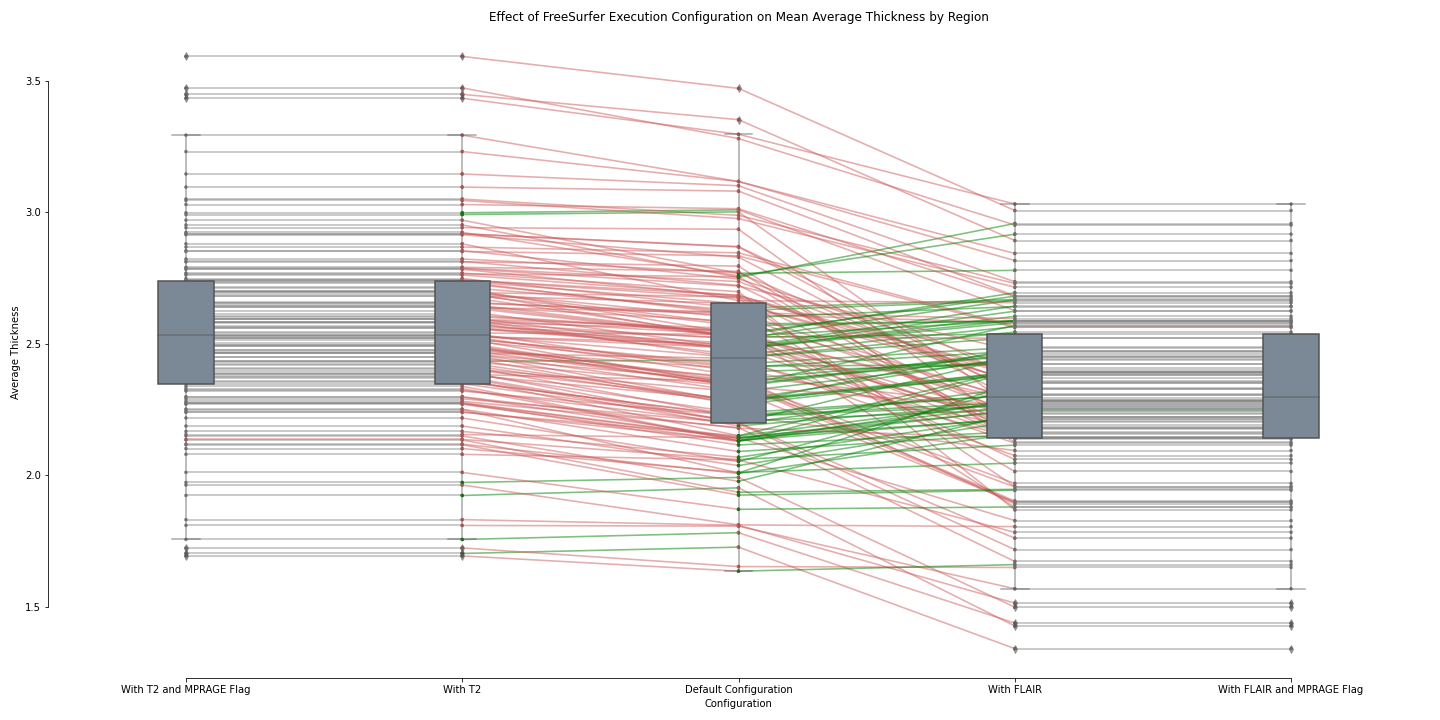 Effect of FreeSurfer Execution Configuration on Mean Average Thickness by Region
3.5
3.0
2.5
2.0
1.5
Average Thickness
With T2 and MPRAGE Flag
With T2
Default Configuration
With FLAIR
With FLAIR and MPRAGE Flag
Configuration